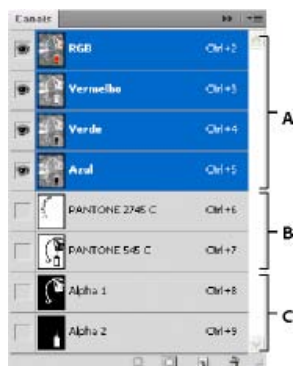 Canais
RGB Ctrl+2
Vermelho Ctrl+3
Verde Ctrl+4
Azul Ctrl+5
A
PANTONE 2745 C Ctrl+6
PANTONE 545 C Ctrl+7
B
Alpha 1 Ctrl+8
Alpha 2 Ctrl+9
C